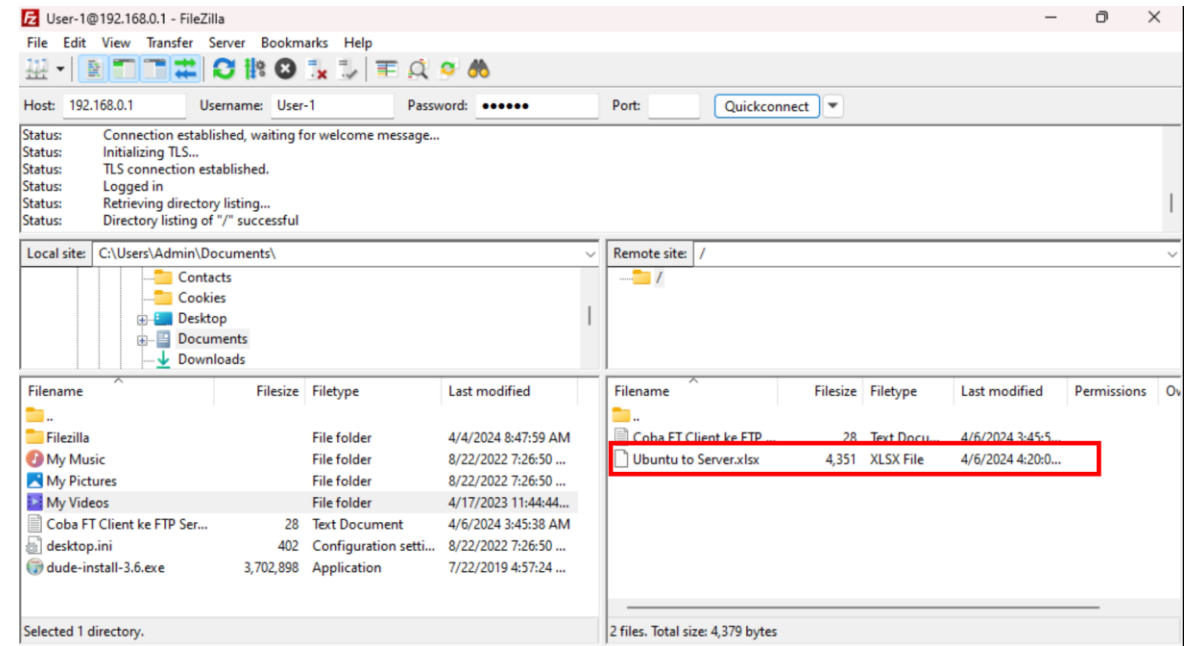 User-1@192.168.0.1 - FileZilla
File Edit View Transfer Server Bookmarks Help
Host: 192.168.0.1 Username: User-1 Password: ●●●●●● Port: Quickconnect
Status: Connection established, waiting for welcome message...
Status: Initializing TLS...
Status: TLS connection established.
Status: Logged in
Status: Retrieving directory listing...
Status: Directory listing of "/" successful
Local site: C:\Users\Admin\Documents\
Contacts
Cookies
Desktop
Documents
Downloads
Remote site: /
/
Filename Filesize Filetype Last modified
..
Filezilla File folder 4/4/2024 8:47:59 AM
My Music File folder 8/22/2022 7:26:50 ...
My Pictures File folder 8/22/2022 7:26:50 ...
My Videos File folder 4/17/2023 11:44:44...
Coba FT Client ke FTP Ser... 28 Text Document 4/6/2024 3:45:38 AM
desktop.ini 402 Configuration setti... 8/22/2022 7:26:50 ...
dude-install-3.6.exe 3,702,898 Application 7/22/2019 4:57:24 ...
Selected 1 directory.
Filename Filesize Filetype Last modified Permissions Ov
..
Coba FT Client ke FTP ... 28 Text Docu... 4/6/2024 3:45:5...
Ubuntu to Server.xlsx 4,351 XLSX File 4/6/2024 4:20:0...
2 files. Total size: 4,379 bytes